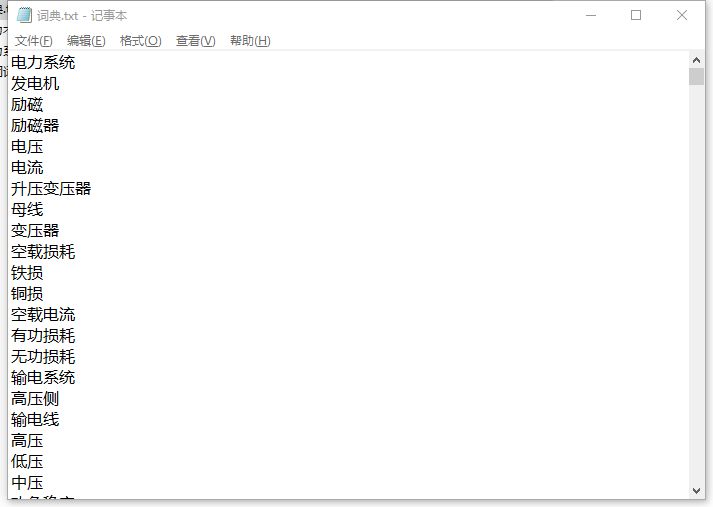 词典.txt - 记事本
文件(F) 编辑(E) 格式(O) 查看(V) 帮助(H)
电力系统
发电机
励磁
励磁器
电压
电流
升压变压器
母线
变压器
空载损耗
铁损
铜损
空载电流
有功损耗
无功损耗
输电系统
高压侧
输电线
高压
低压
中压